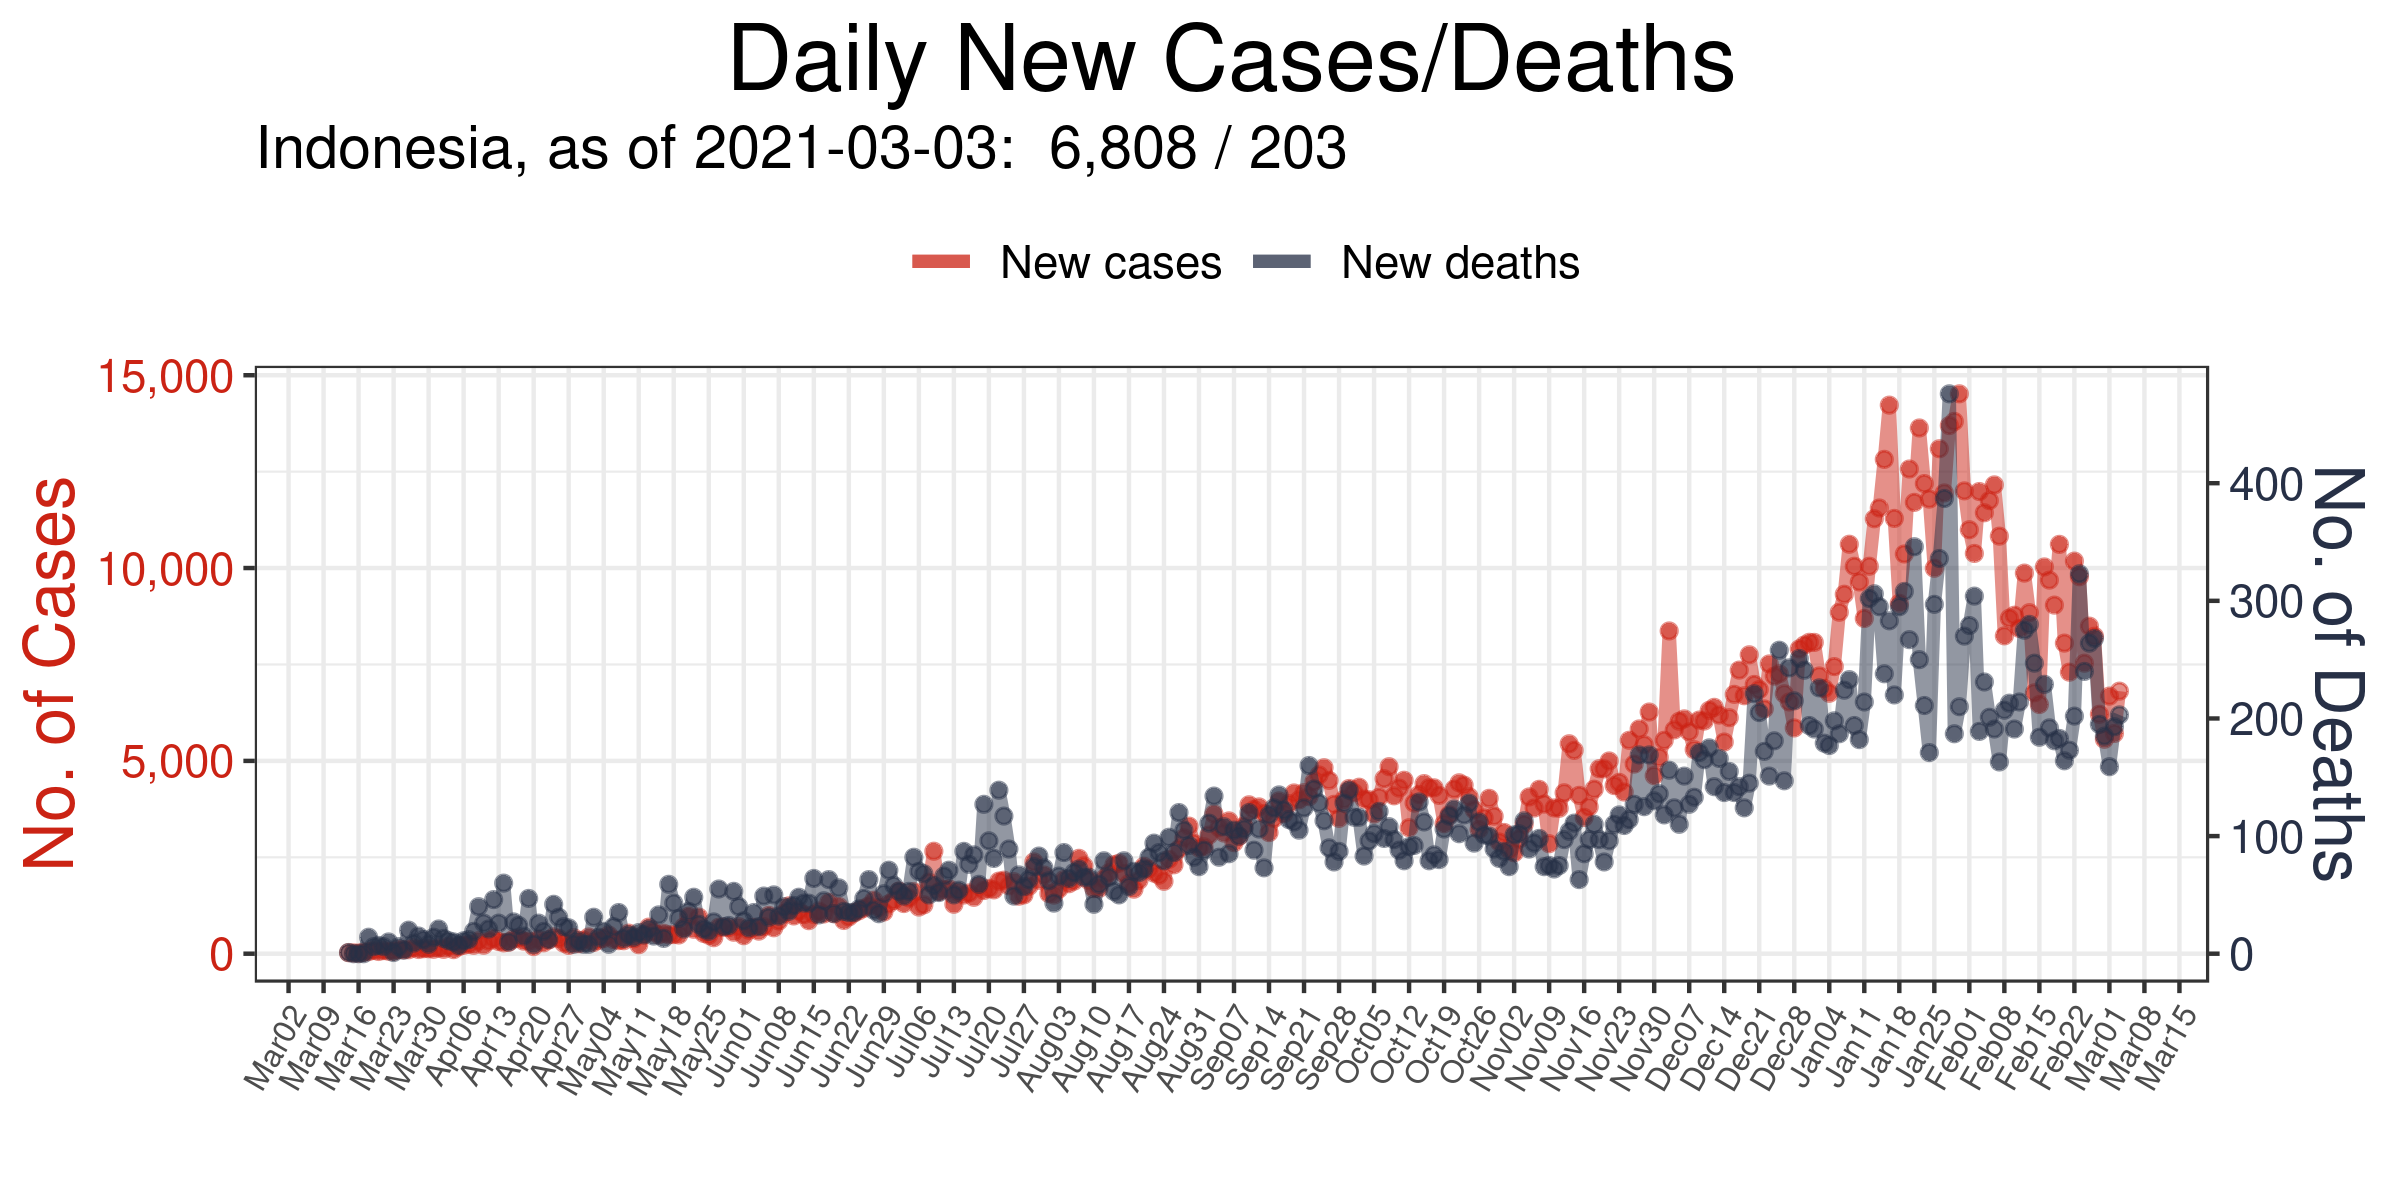 Daily New Cases/Deaths
Indonesia, as of 2021-03-03:  6,808 / 203
New cases
New deaths
No. of Cases
15,000
10,000
5,000
0
400
300
200
100
0
No. of Deaths
Mar02
Mar09
Mar16
Mar23
Mar30
Apr06
Apr13
Apr20
Apr27
May04
May11
May18
May25
Jun01
Jun08
Jun15
Jun22
Jun29
Jul06
Jul13
Jul20
Jul27
Aug03
Aug10
Aug17
Aug24
Aug31
Sep07
Sep14
Sep21
Sep28
Oct05
Oct12
Oct19
Oct26
Nov02
Nov09
Nov16
Nov23
Nov30
Dec07
Dec14
Dec21
Dec28
Jan04
Jan11
Jan18
Jan25
Feb01
Feb08
Feb15
Feb22
Mar01
Mar08
Mar15